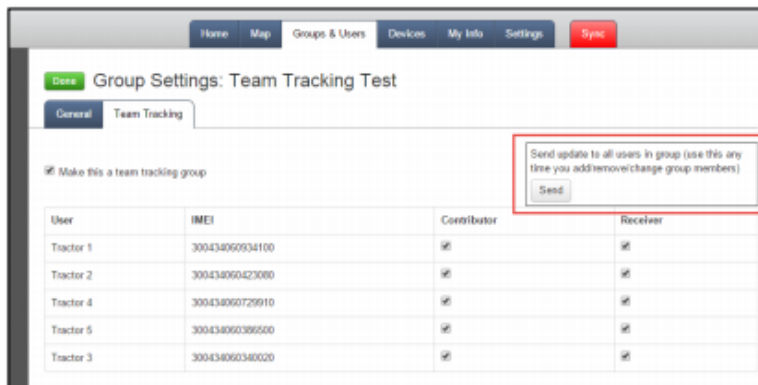 Home Map Groups & Users Devices My Info Settings Sync
Done Group Settings: Team Tracking Test
General Team Tracking
Send update to all users in group (use this any
time you add/remove/change group members)
Make this a team tracking group
Send
User IMEI Contributor Receiver
Tractor 1 300434060934100
Tractor 2 300434060423080
Tractor 4 300434060729910
Tractor 5 300434060386500
Tractor 3 300434060340020